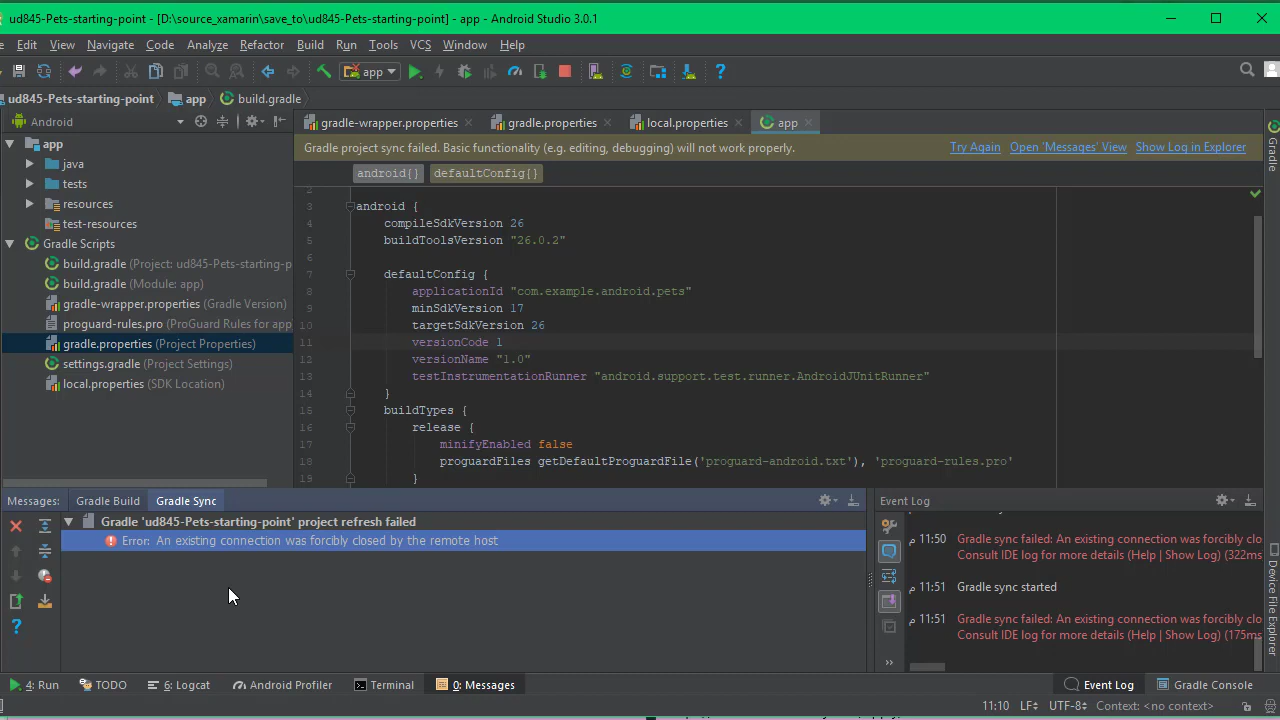 ud845-Pets-starting-point - [D:\source_xamarin\save_to\ud845-Pets-starting-point] - app - Android Studio 3.0.1
Edit View Navigate Code Analyze Refactor Build Run Tools VCS Window Help
app
ud845-Pets-starting-point app build.gradle
Android
gradle-wrapper.properties gradle.properties local.properties app
Gradle project sync failed. Basic functionality (e.g. editing, debugging) will not work properly. Try Again Open 'Messages' View Show Log in Explorer
android{} defaultConfig{}
app
java
tests
resources
test-resources
Gradle Scripts
build.gradle (Project: ud845-Pets-starting-p
build.gradle (Module: app)
gradle-wrapper.properties (Gradle Version)
proguard-rules.pro (ProGuard Rules for app
gradle.properties (Project Properties)
settings.gradle (Project Settings)
local.properties (SDK Location)
2
3 android {
4 compileSdkVersion 26
5 buildToolsVersion "26.0.2"
6
7 defaultConfig {
8 applicationId "com.example.android.pets"
9 minSdkVersion 17
10 targetSdkVersion 26
11 versionCode 1
12 versionName "1.0"
13 testInstrumentationRunner "android.support.test.runner.AndroidJUnitRunner"
14 }
15 buildTypes {
16 release {
17 minifyEnabled false
18 proguardFiles getDefaultProguardFile('proguard-android.txt'), 'proguard-rules.pro'
19 }
Gradle
Device File Explorer
Messages: Gradle Build Gradle Sync
Gradle 'ud845-Pets-starting-point' project refresh failed
Error: An existing connection was forcibly closed by the remote host
Event Log
م 11:50 Gradle sync failed: An existing connection was forcibly clo
Consult IDE log for more details (Help | Show Log) (322ms
م 11:51 Gradle sync started
م 11:51 Gradle sync failed: An existing connection was forcibly clo
Consult IDE log for more details (Help | Show Log) (175ms
4: Run TODO 6: Logcat Android Profiler Terminal 0: Messages Event Log Gradle Console
11:10 LF UTF-8 Context: <no context>